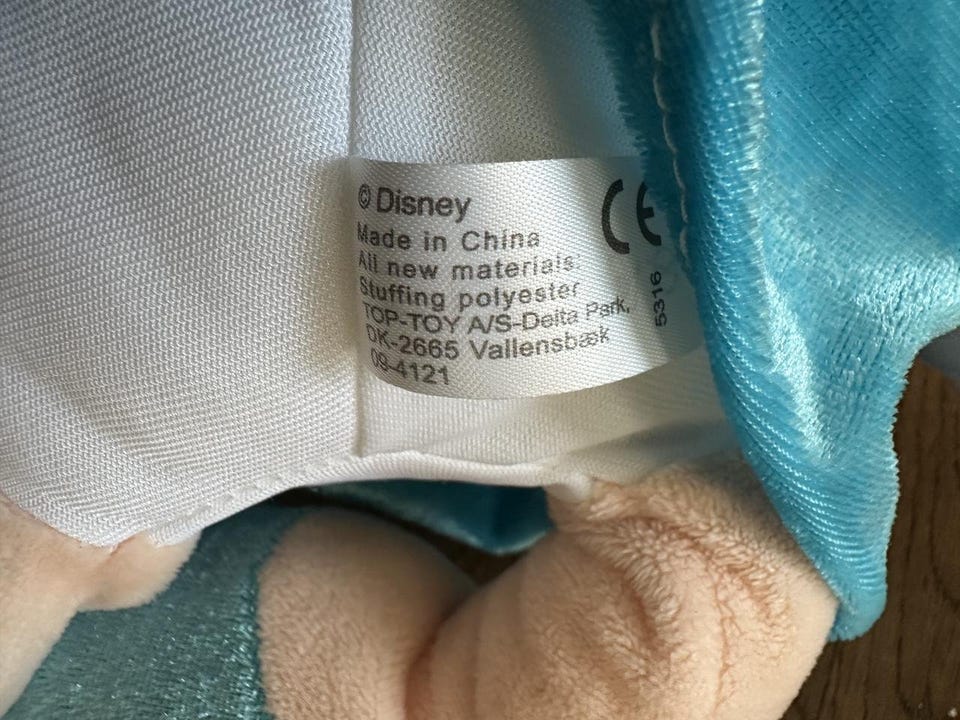 © Disney
Made in China
All new materials.
Stuffing polyester
TOP-TOY A/S-Delta Park,
DK-2665 Vallensbæk
09-4121
CE
5316